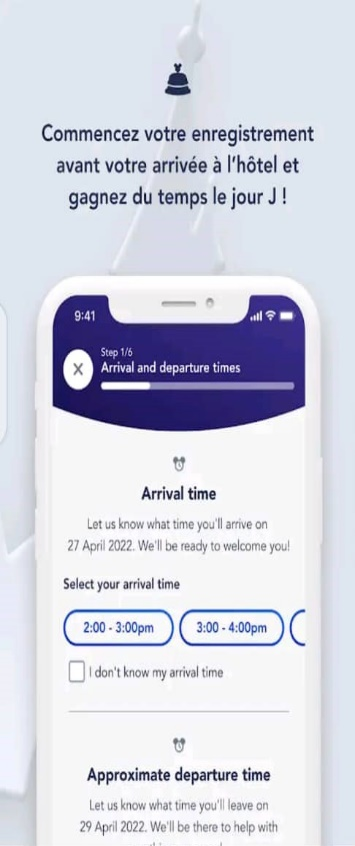 Commencez votre enregistrement
avant votre arrivée à l'hôtel et
gagnez du temps le jour J !
9:41
Step 1/6
Arrival and departure times
Arrival time
Let us know what time you'll arrive on
27 April 2022. We'll be ready to welcome you!
Select your arrival time
2:00 - 3:00pm
3:00 - 4:00pm
I don't know my arrival time
Approximate departure time
Let us know what time you'll leave on
29 April 2022. We'll be there to help with